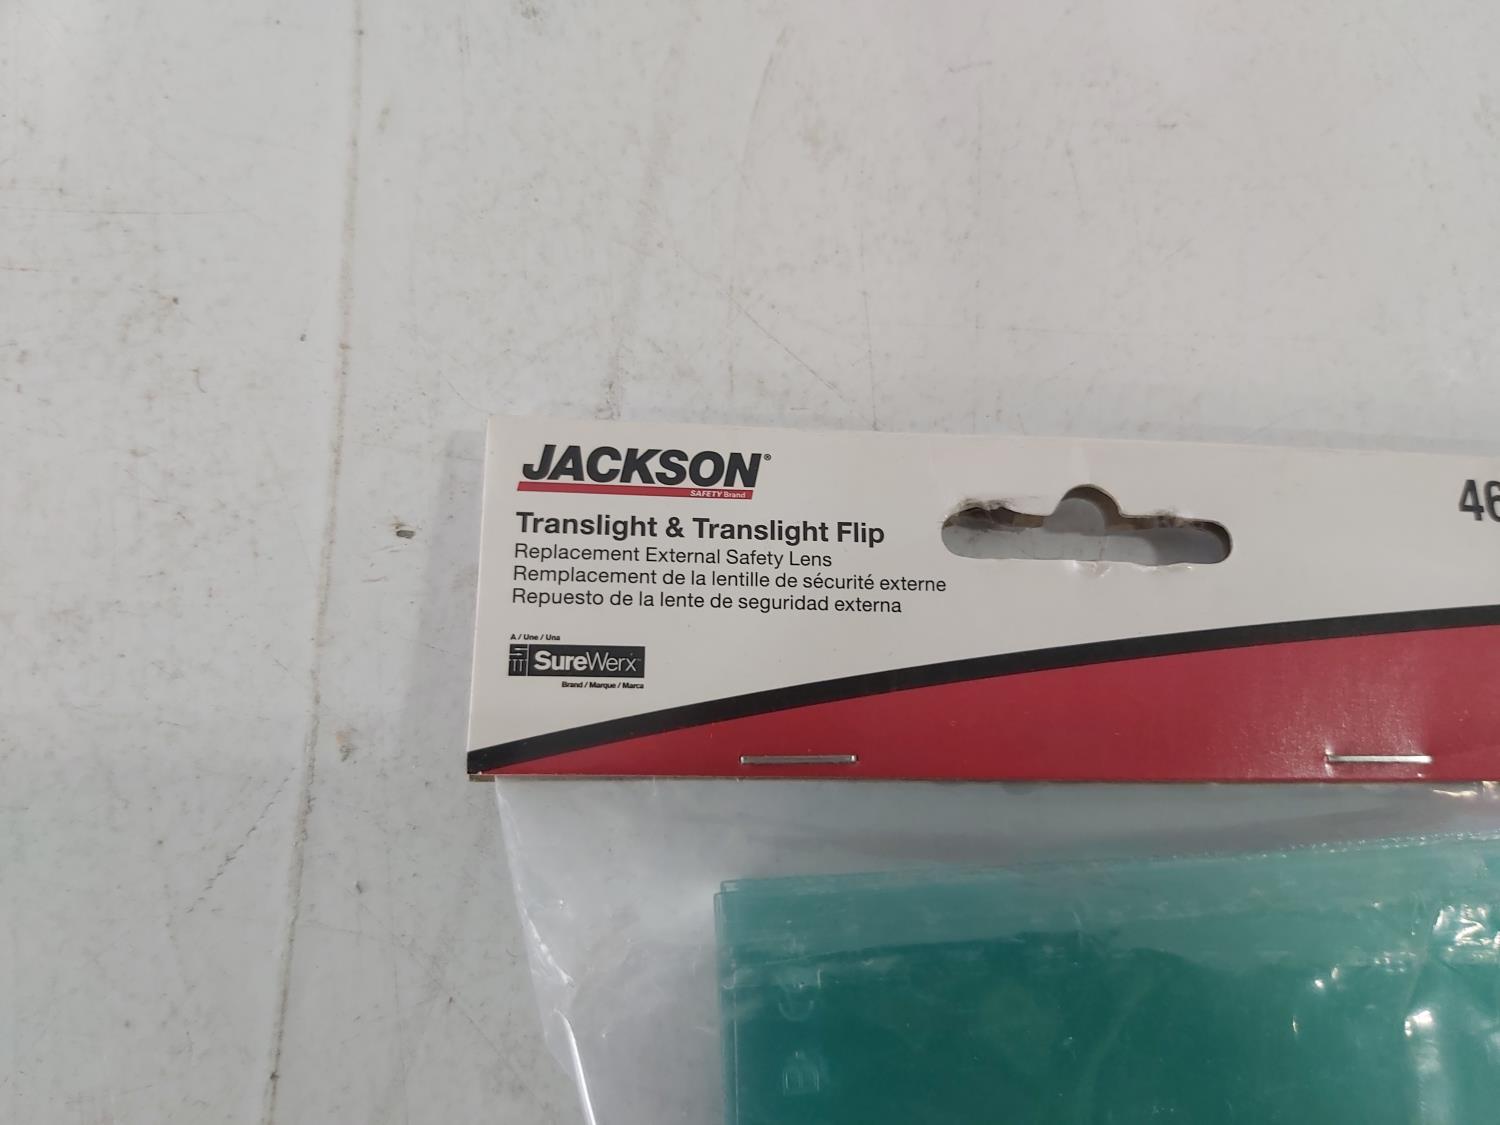 JACKSON®
SAFETY Brand
Translight & Translight Flip
Replacement External Safety Lens
Remplacement de la lentille de sécurité externe
Repuesto de la lente de seguridad externa
A / Une / Una
SureWerx™
Brand / Marque / Marca
46